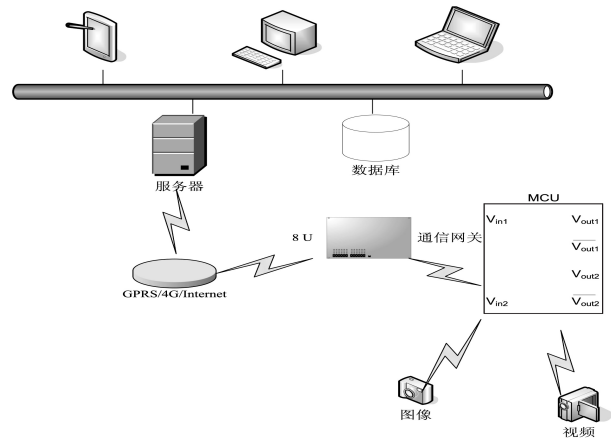 服务器
数据库
MCU
Vin1
Vout1
8 U
通信网关
Vout1
GPRS/4G/Internet
Vout2
Vin2
Vout2
图像
视频